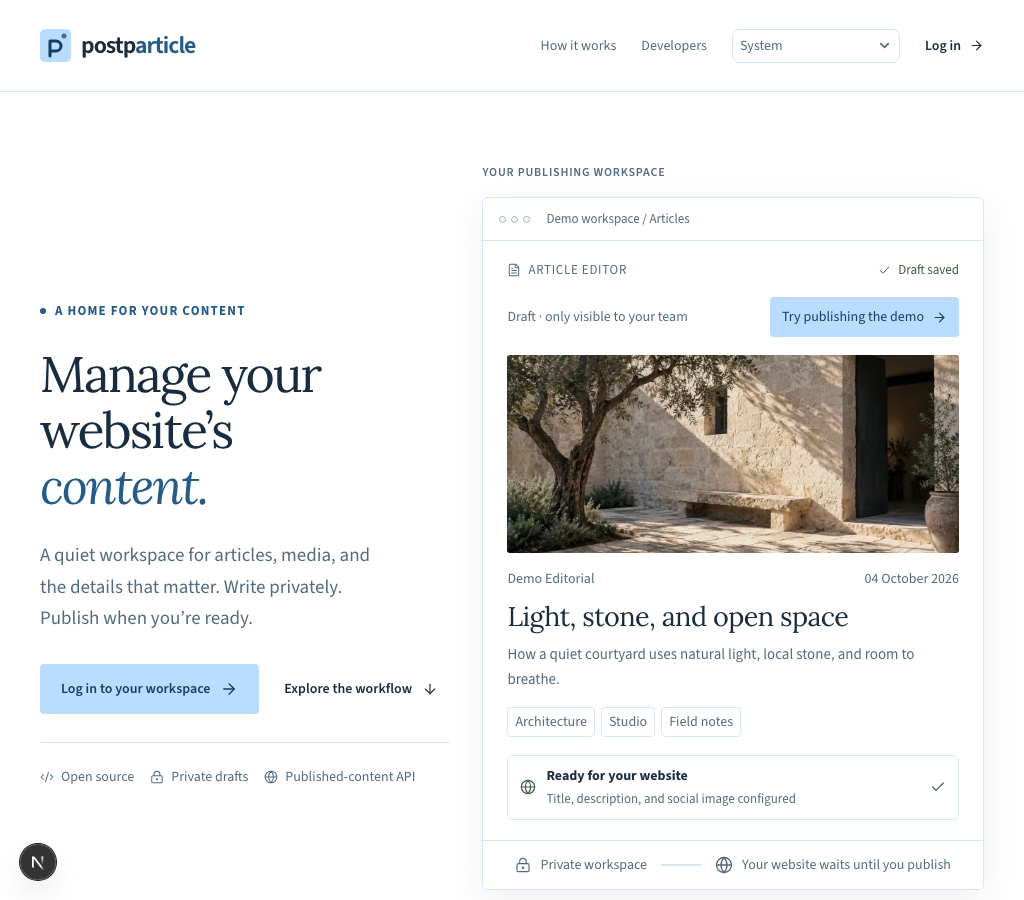 postparticle
How it works
Developers
System
Log in
A HOME FOR YOUR CONTENT
Manage your
website’s
content.
A quiet workspace for articles, media, and
the details that matter. Write privately.
Publish when you’re ready.
Log in to your workspace
Explore the workflow
Open source
Private drafts
Published-content API
YOUR PUBLISHING WORKSPACE
Demo workspace / Articles
ARTICLE EDITOR
Draft saved
Draft · only visible to your team
Try publishing the demo
Demo Editorial
04 October 2026
Light, stone, and open space
How a quiet courtyard uses natural light, local stone, and room to
breathe.
Architecture
Studio
Field notes
Ready for your website
Title, description, and social image configured
Private workspace
Your website waits until you publish
N